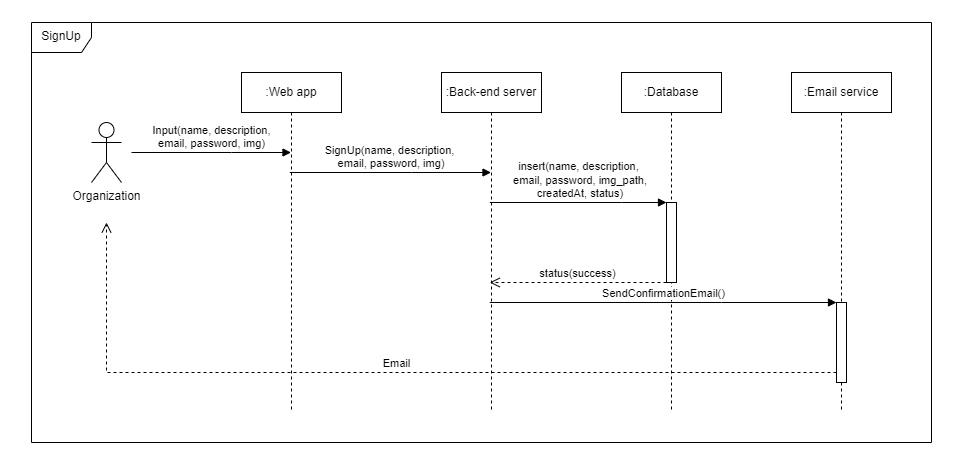 SignUp
:Web app
:Back-end server
:Database
:Email service
Input(name, description,
email, password, img)
SignUp(name, description,
email, password, img)
insert(name, description,
email, password, img_path,
createdAt, status)
Organization
status(success)
SendConfirmationEmail()
Email